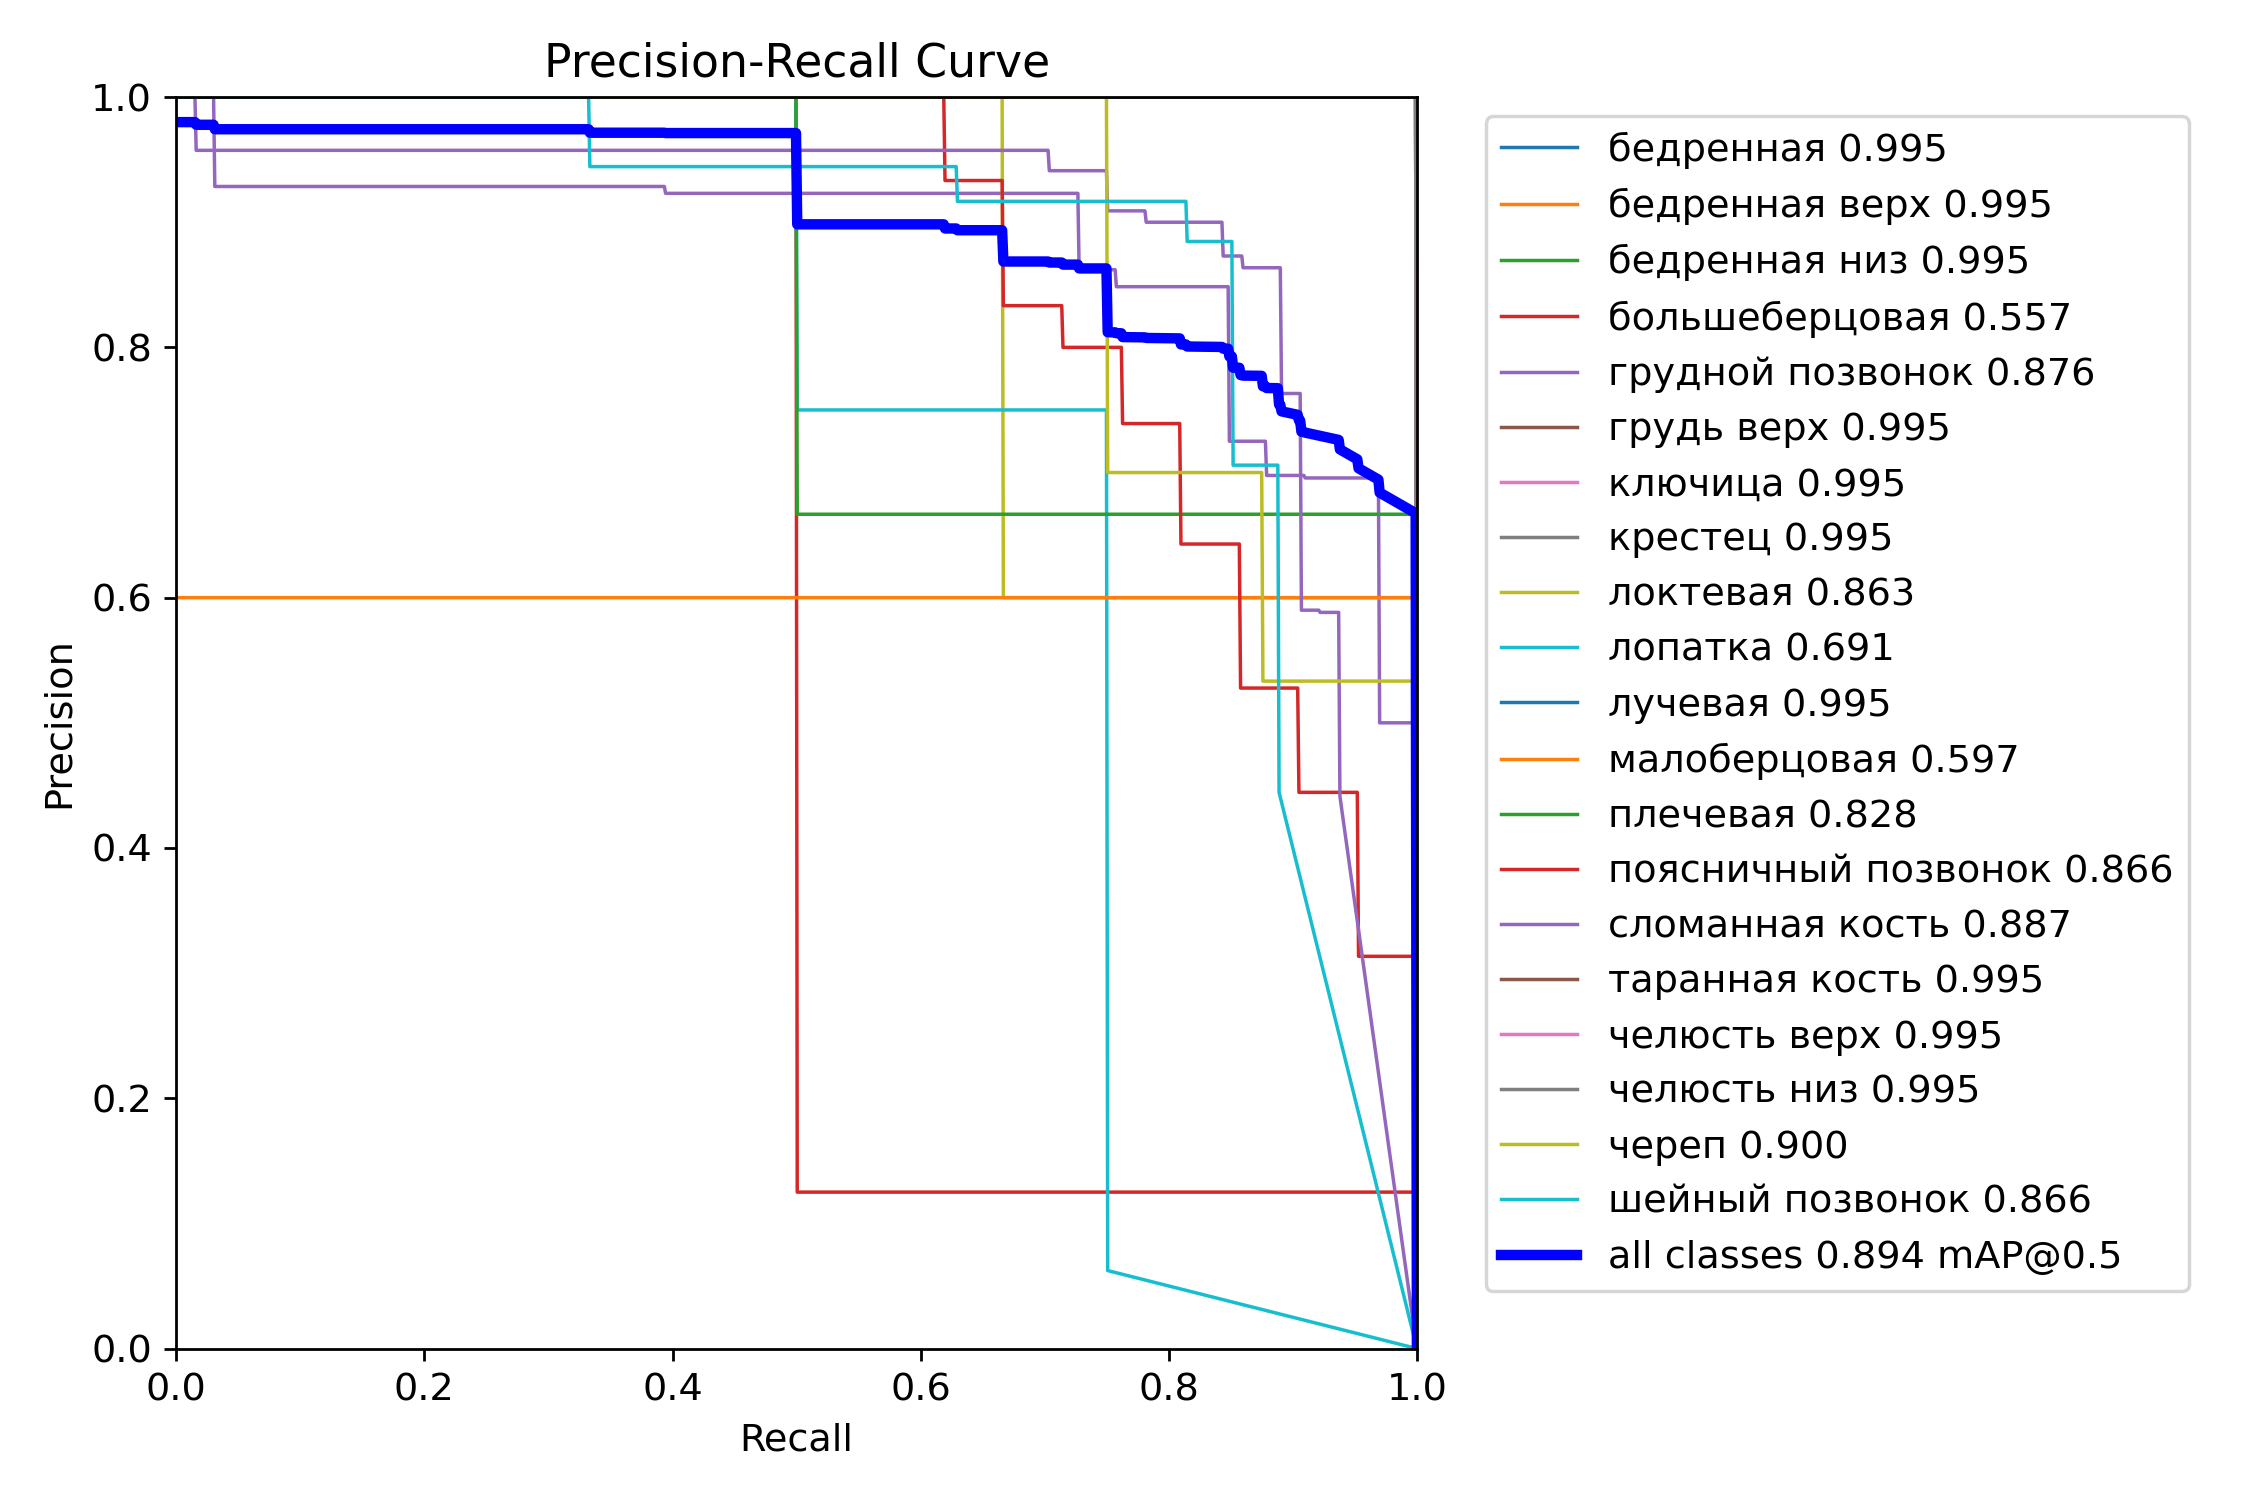 Precision-Recall Curve
1.0
0.8
0.6
0.4
0.2
0.0
Precision
0.0 0.2 0.4 0.6 0.8 1.0
Recall
бедренная 0.995
бедренная верх 0.995
бедренная низ 0.995
большеберцовая 0.557
грудной позвонок 0.876
грудь верх 0.995
ключица 0.995
крестец 0.995
локтевая 0.863
лопатка 0.691
лучевая 0.995
малоберцовая 0.597
плечевая 0.828
поясничный позвонок 0.866
сломанная кость 0.887
таранная кость 0.995
челюсть верх 0.995
челюсть низ 0.995
череп 0.900
шейный позвонок 0.866
all classes 0.894 mAP@0.5